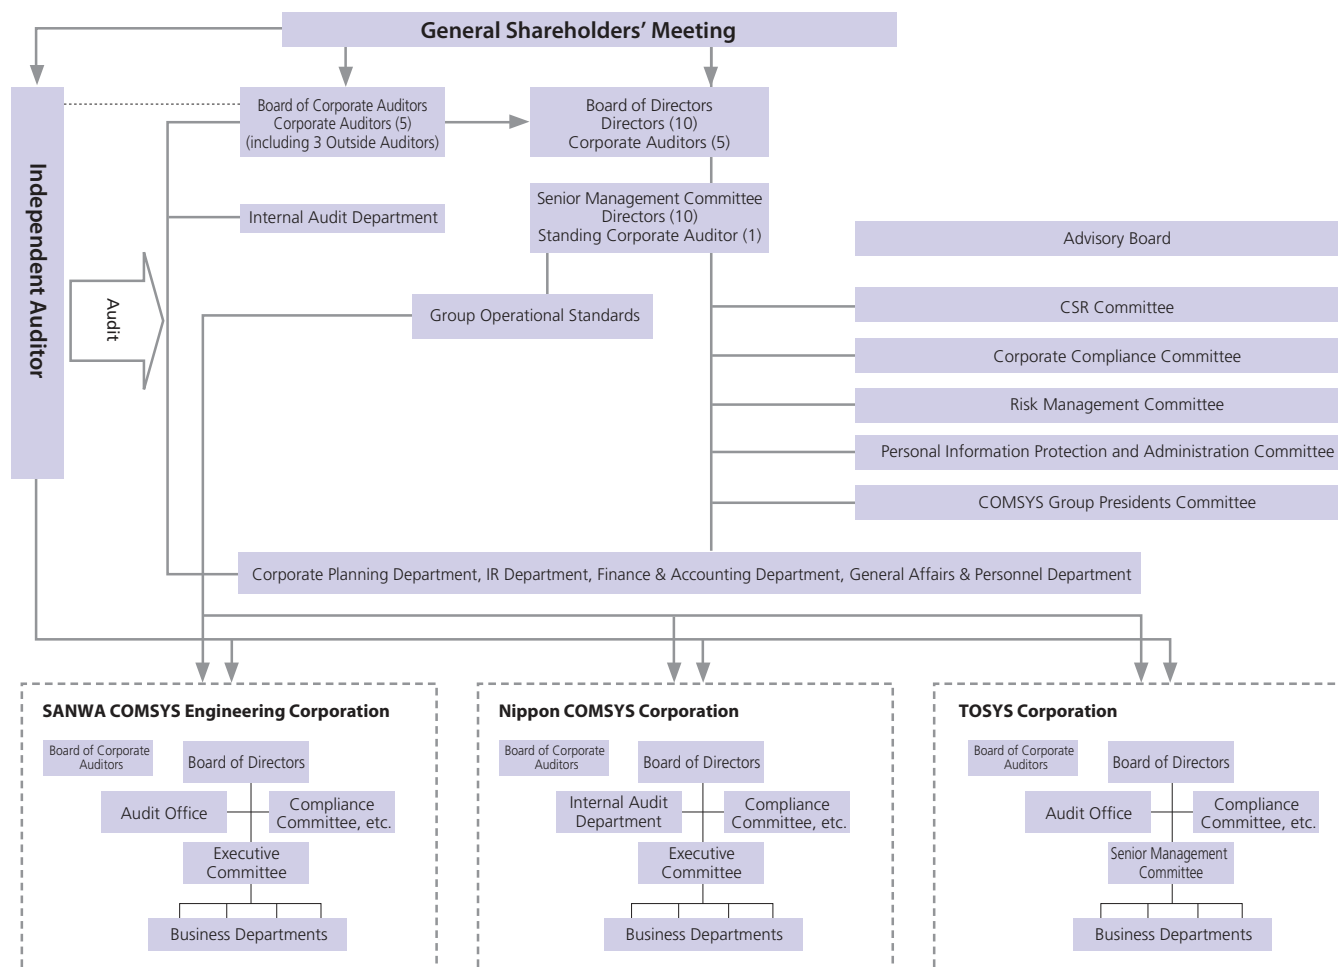 General Shareholders' Meeting
Independent Auditor
Board of Corporate Auditors
Corporate Auditors (5)
(including 3 Outside Auditors)
Board of Directors
Directors (10)
Corporate Auditors (5)
Internal Audit Department
Senior Management Committee
Directors (10)
Standing Corporate Auditor (1)
Advisory Board
Audit
Group Operational Standards
CSR Committee
Corporate Compliance Committee
Risk Management Committee
Personal Information Protection and Administration Committee
COMSYS Group Presidents Committee
Corporate Planning Department, IR Department, Finance & Accounting Department, General Affairs & Personnel Department
SANWA COMSYS Engineering Corporation
Board of Corporate
Auditors
Board of Directors
Audit Office
Compliance
Committee, etc.
Executive
Committee
Business Departments
Nippon COMSYS Corporation
Board of Corporate
Auditors
Board of Directors
Internal Audit
Department
Compliance
Committee, etc.
Executive
Committee
Business Departments
TOSYS Corporation
Board of Corporate
Auditors
Board of Directors
Audit Office
Compliance
Committee, etc.
Senior Management
Committee
Business Departments